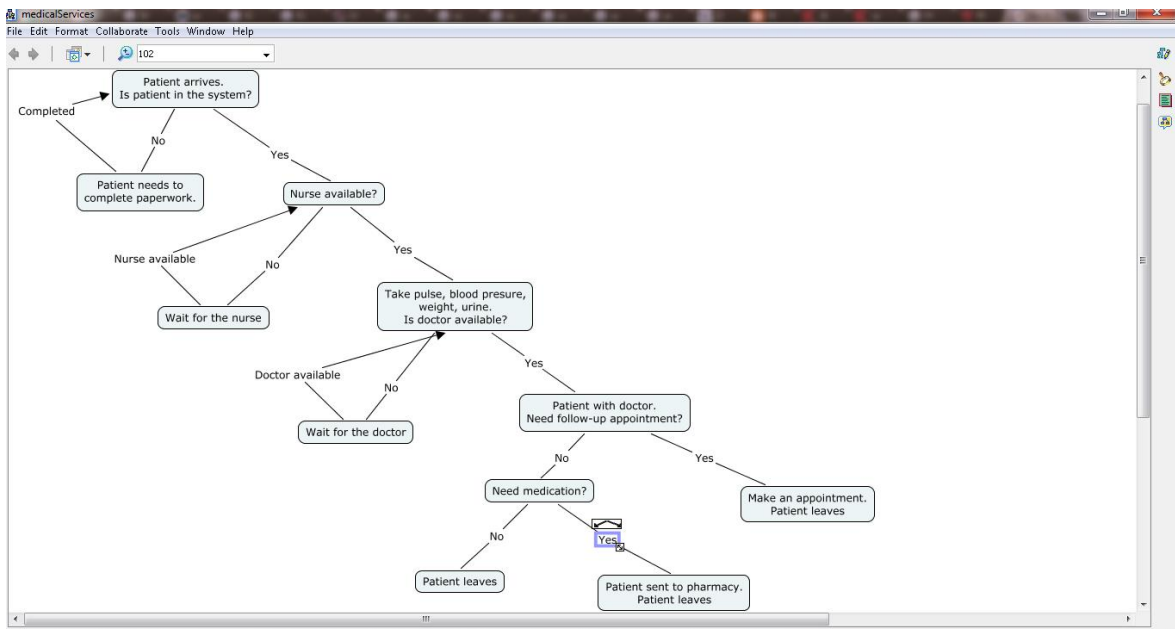 medicalServices
File Edit Format Collaborate Tools Window Help
102
Patient arrives.
Is patient in the system?
Completed
No
Yes
Patient needs to
complete paperwork.
Nurse available?
Nurse available
No
Yes
Wait for the nurse
Take pulse, blood presure,
weight, urine.
Is doctor available?
Doctor available
No
Yes
Wait for the doctor
Patient with doctor.
Need follow-up appointment?
No
Yes
Need medication?
Make an appointment.
Patient leaves
No
Yes
Patient leaves
Patient sent to pharmacy.
Patient leaves